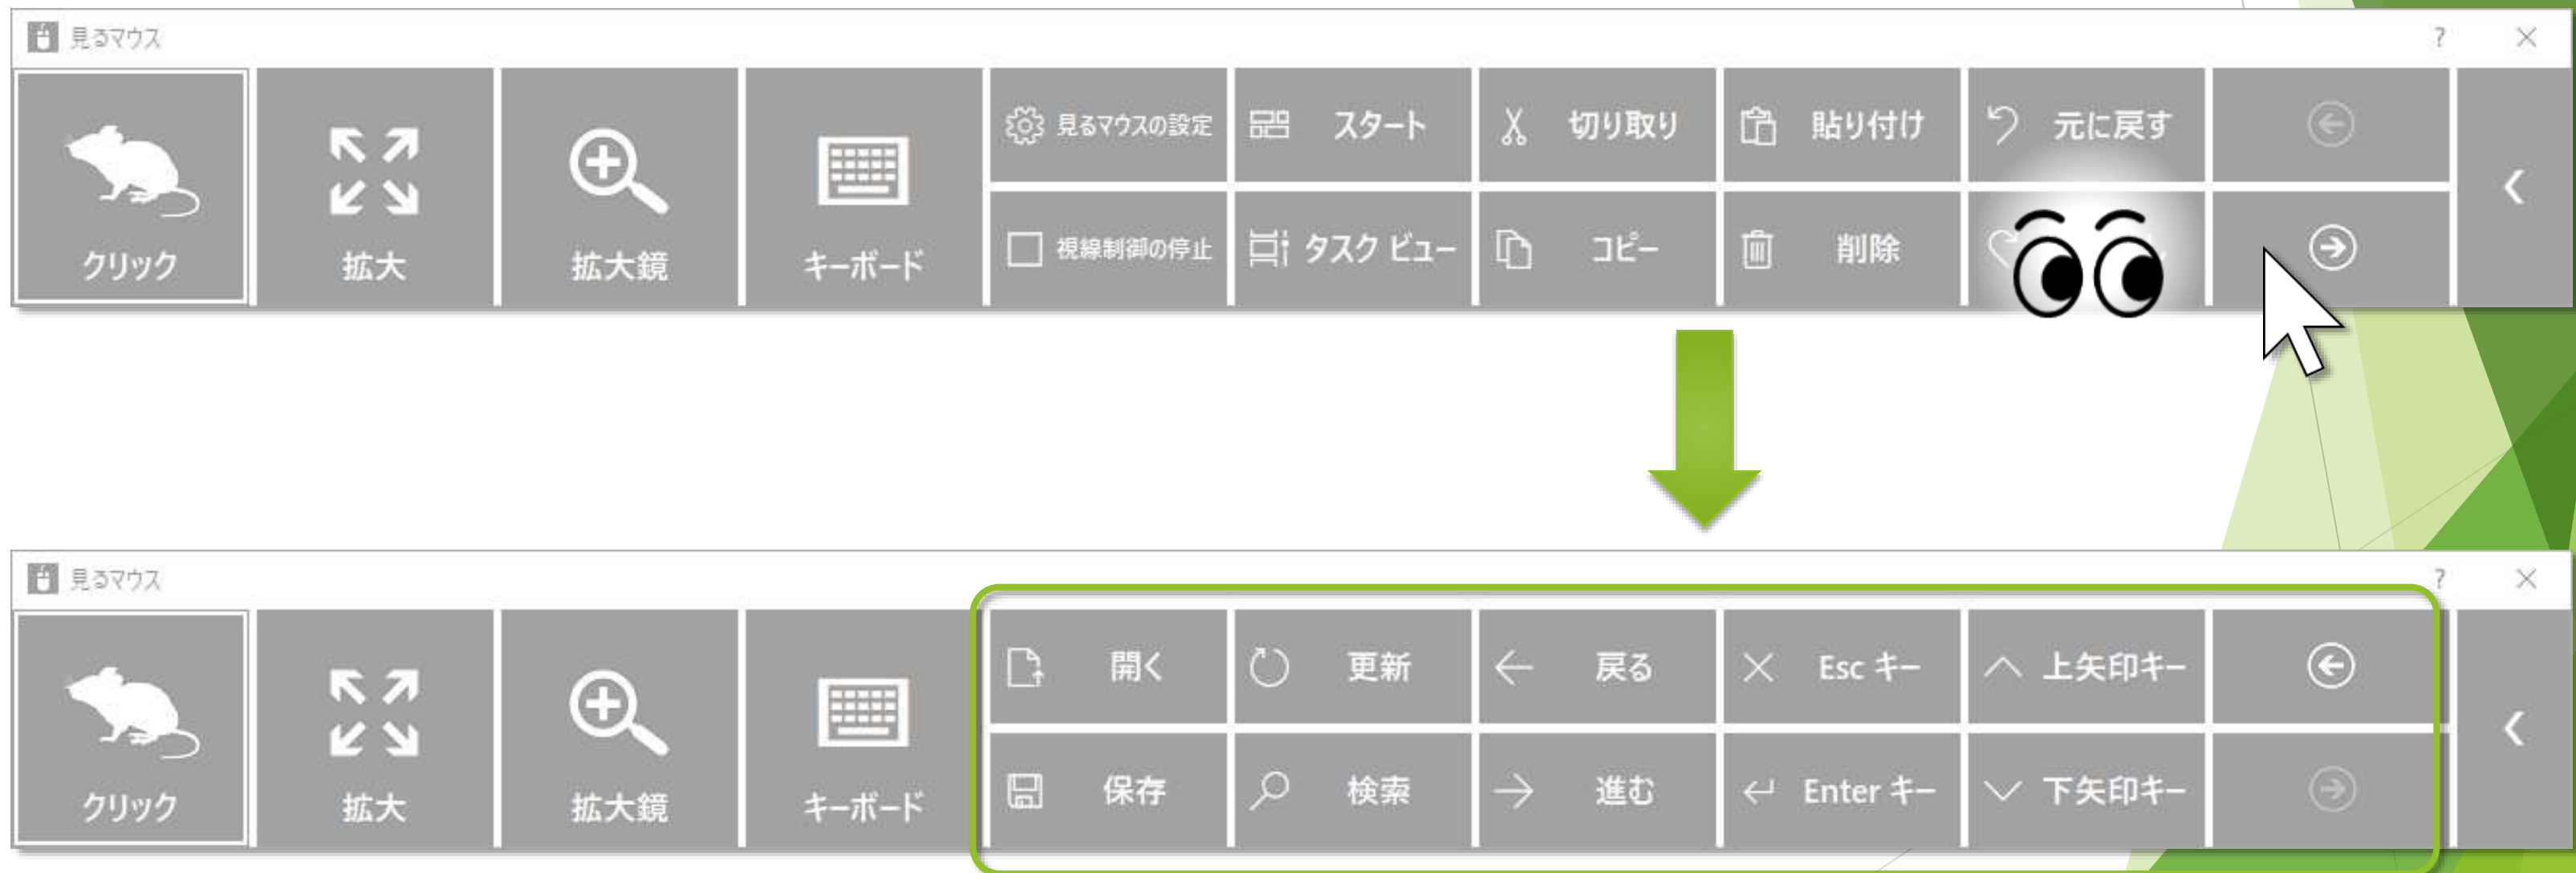 見るマウス ?
見るマウスの設定 スタート 切り取り 貼り付け 元に戻す
視線制御の停止 タスク ビュー コピー 削除
クリック 拡大 拡大鏡 キーボード
見るマウス ?
開く 更新 戻る Esc キー 上矢印キー
保存 検索 進む Enter キー 下矢印キー
クリック 拡大 拡大鏡 キーボード